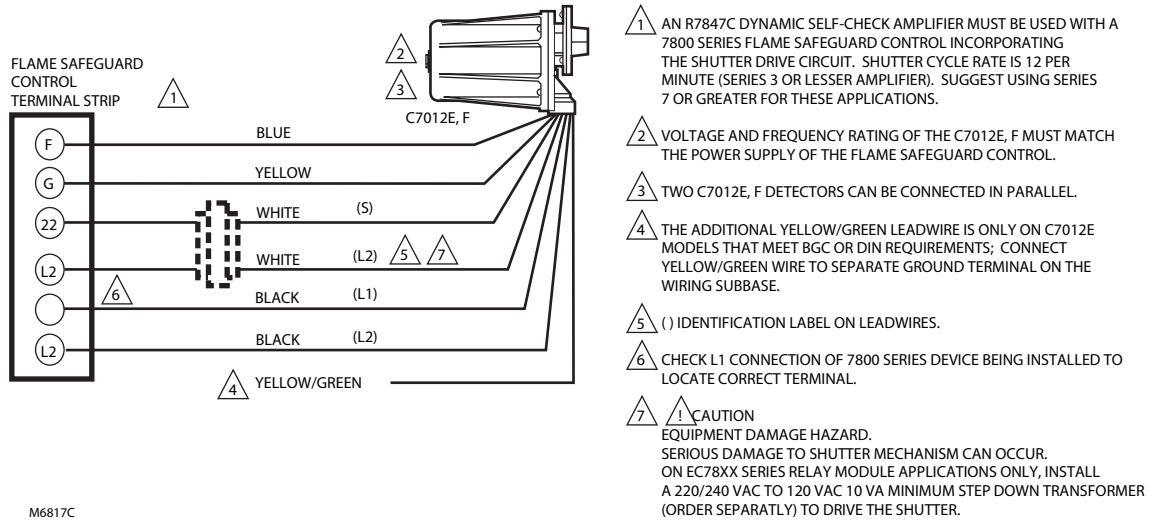 FLAME SAFEGUARD
CONTROL
TERMINAL STRIP
1
2
3
C7012E, F
F
BLUE
G
YELLOW
22
WHITE (S)
L2
WHITE (L2) 5 7
6
BLACK (L1)
L2
BLACK (L2)
4 YELLOW/GREEN
M6817C
1 AN R7847C DYNAMIC SELF-CHECK AMPLIFIER MUST BE USED WITH A
7800 SERIES FLAME SAFEGUARD CONTROL INCORPORATING
THE SHUTTER DRIVE CIRCUIT. SHUTTER CYCLE RATE IS 12 PER
MINUTE (SERIES 3 OR LESSER AMPLIFIER). SUGGEST USING SERIES
7 OR GREATER FOR THESE APPLICATIONS.
2 VOLTAGE AND FREQUENCY RATING OF THE C7012E, F MUST MATCH
THE POWER SUPPLY OF THE FLAME SAFEGUARD CONTROL.
3 TWO C7012E, F DETECTORS CAN BE CONNECTED IN PARALLEL.
4 THE ADDITIONAL YELLOW/GREEN LEADWIRE IS ONLY ON C7012E
MODELS THAT MEET BGC OR DIN REQUIREMENTS; CONNECT
YELLOW/GREEN WIRE TO SEPARATE GROUND TERMINAL ON THE
WIRING SUBBASE.
5 ( ) IDENTIFICATION LABEL ON LEADWIRES.
6 CHECK L1 CONNECTION OF 7800 SERIES DEVICE BEING INSTALLED TO
LOCATE CORRECT TERMINAL.
7 ! CAUTION
EQUIPMENT DAMAGE HAZARD.
SERIOUS DAMAGE TO SHUTTER MECHANISM CAN OCCUR.
ON EC78XX SERIES RELAY MODULE APPLICATIONS ONLY, INSTALL
A 220/240 VAC TO 120 VAC 10 VA MINIMUM STEP DOWN TRANSFORMER
(ORDER SEPARATLY) TO DRIVE THE SHUTTER.